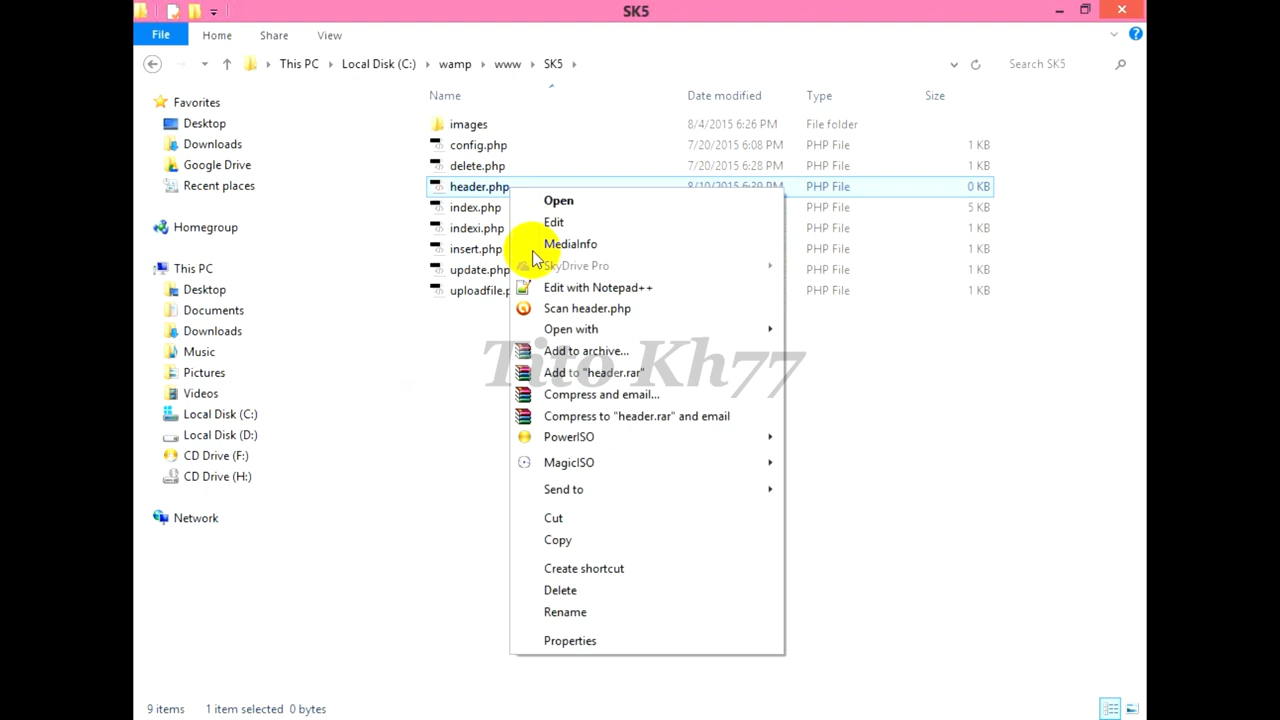 SK5
File Home Share View
This PC Local Disk (C:) wamp www SK5 Search SK5
Name Date modified Type Size
Favorites
Desktop
Downloads
Google Drive
Recent places
Homegroup
This PC
Desktop
Documents
Downloads
Music
Pictures
Videos
Local Disk (C:)
Local Disk (D:)
CD Drive (F:)
CD Drive (H:)
Network
images 8/4/2015 6:26 PM File folder
config.php 7/20/2015 6:08 PM PHP File 1 KB
delete.php 7/20/2015 6:28 PM PHP File 1 KB
header.php 8/10/2015 6:39 PM PHP File 0 KB
index.php PHP File 5 KB
indexi.php PHP File 1 KB
insert.php PHP File 1 KB
update.php PHP File 1 KB
uploadfile.p PHP File 1 KB
Open
Edit
MediaInfo
SkyDrive Pro
Edit with Notepad++
Scan header.php
Open with
Add to archive...
Add to "header.rar"
Compress and email...
Compress to "header.rar" and email
PowerISO
MagicISO
Send to
Cut
Copy
Create shortcut
Delete
Rename
Properties
Tito Kh77
9 items 1 item selected 0 bytes